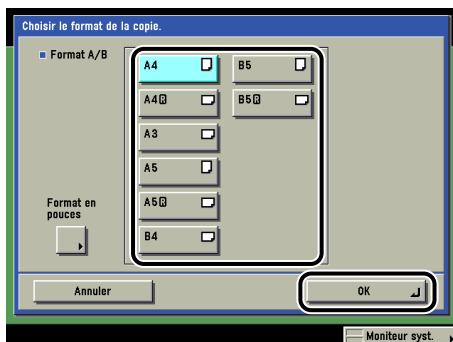 Choisir le format de la copie.
Format A/B
A4
B5
A4R
B5R
A3
A5
A5R
B4
Format en
pouces
Annuler
OK
Moniteur syst.